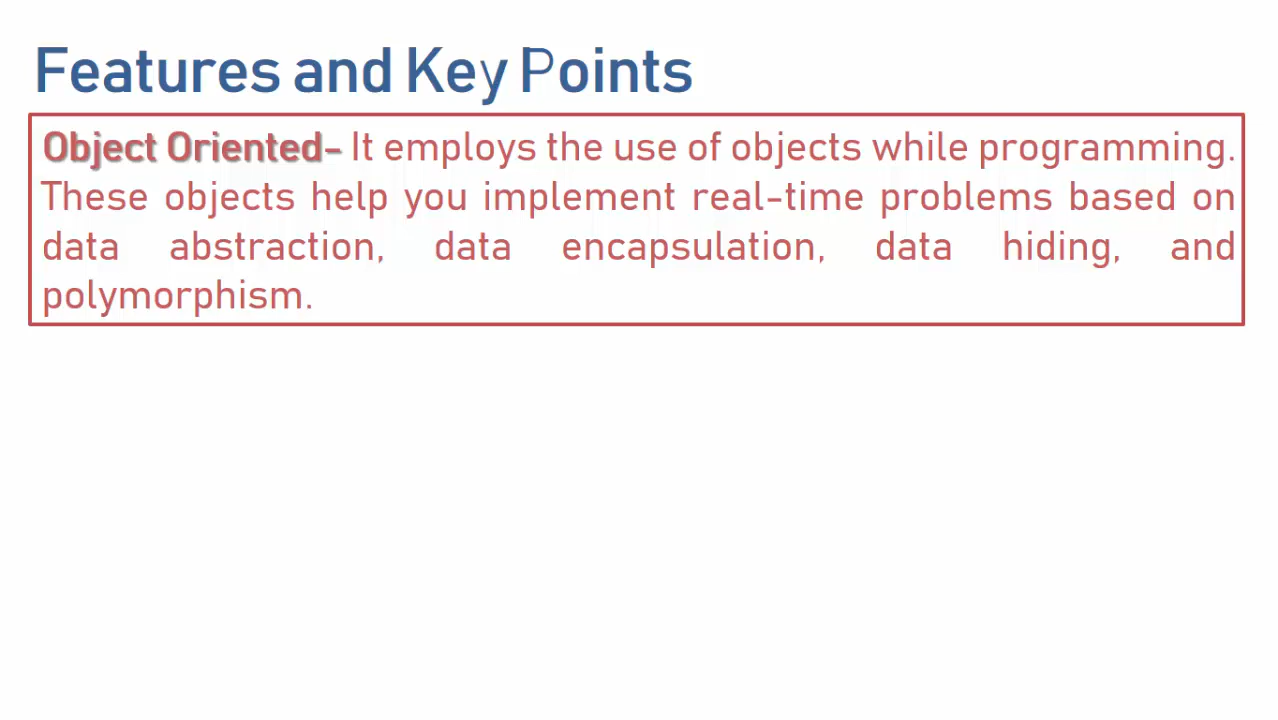 Features and Key Points
Object Oriented- It employs the use of objects while programming.
These objects help you implement real-time problems based on
data abstraction, data encapsulation, data hiding, and
polymorphism.